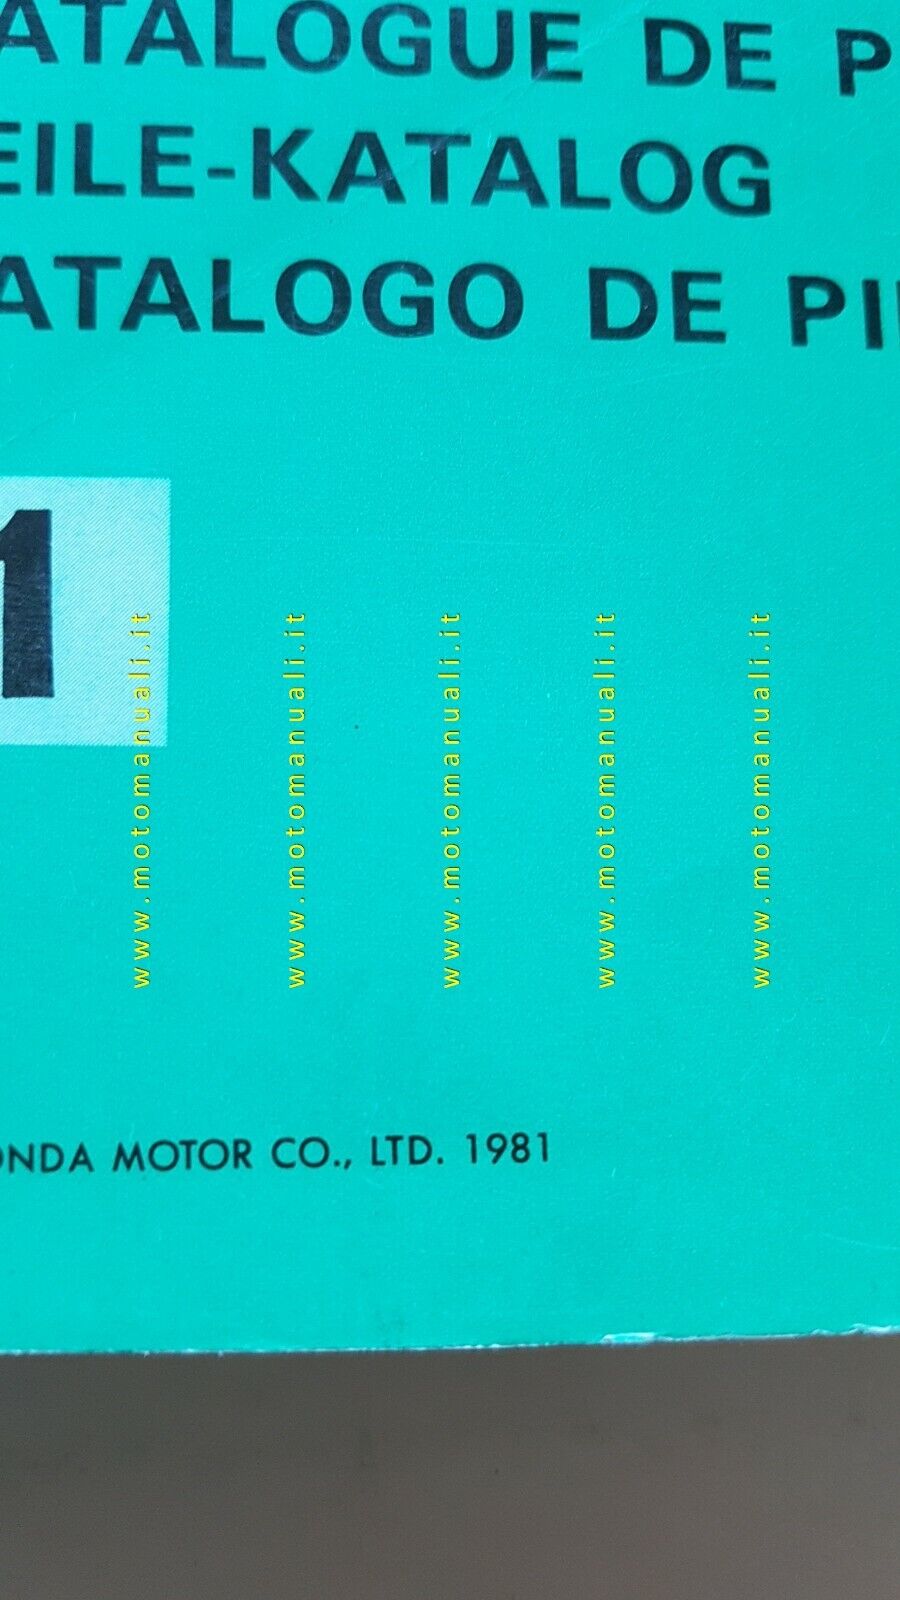 ATALOGUE DE P
EILE-KATALOG
ATALOGO DE PI
1
www.motomanuali.it
www.motomanuali.it
www.motomanuali.it
www.motomanuali.it
www.motomanuali.it
ONDA MOTOR CO., LTD. 1981